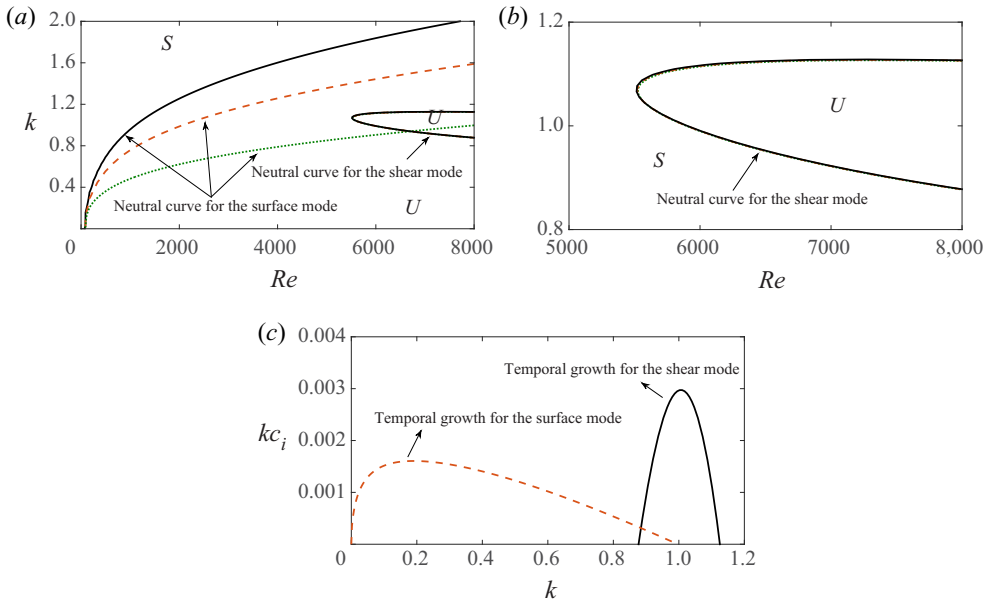 (a)
2.0
1.6
1.2
0.8
0.4
k
S
U
U
Neutral curve for the shear mode
Neutral curve for the surface mode
0 2000 4000 6000 8000
Re
(b)
1.2
1.0
0.8
U
S
Neutral curve for the shear mode
5000 6000 7000 8,000
Re
(c)
0.004
0.003
0.002
0.001
kc_i
Temporal growth for the shear mode
Temporal growth for the surface mode
0 0.2 0.4 0.6 0.8 1.0 1.2
k